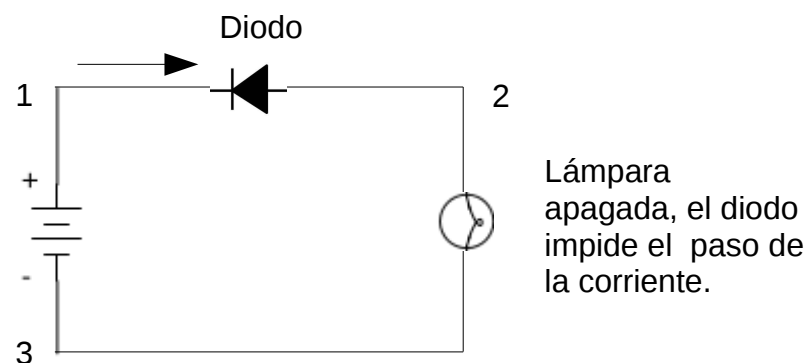 Diodo
1
2
+
-
3
Lámpara
apagada, el diodo
impide el paso de
la corriente.